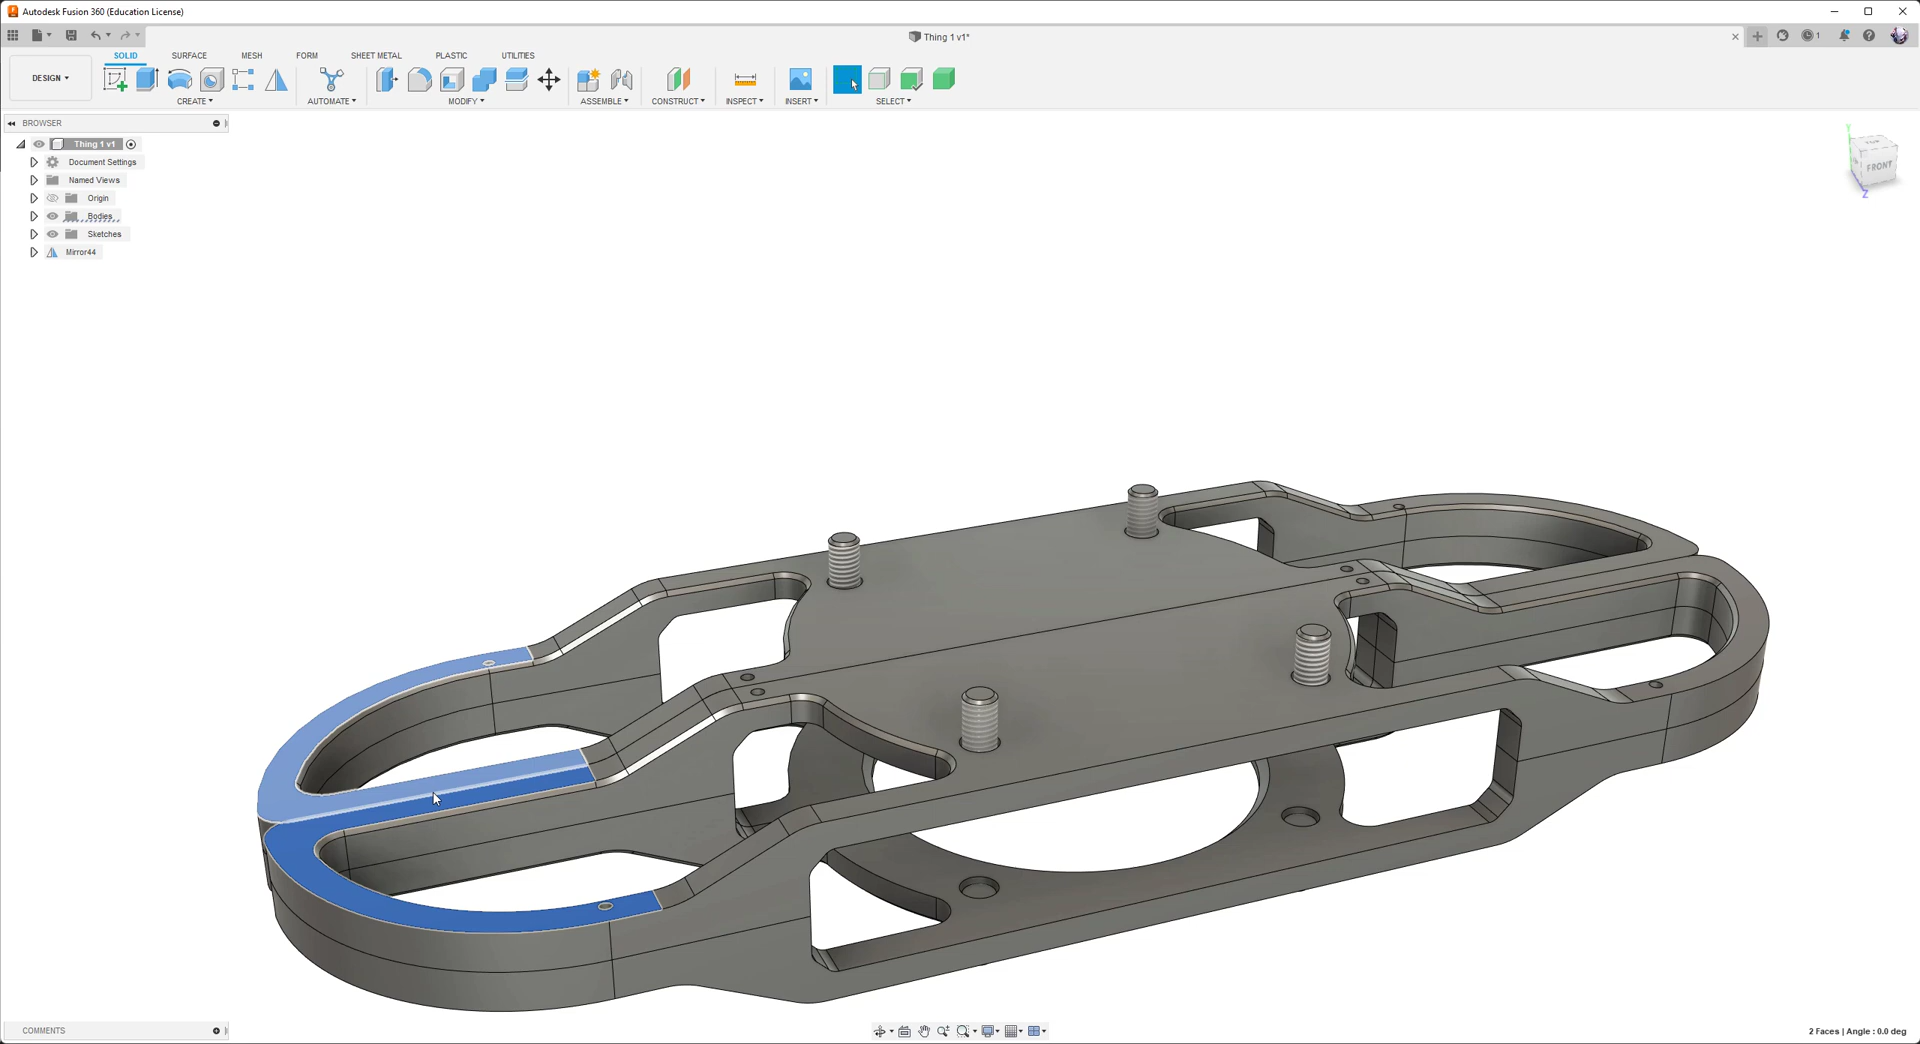 Autodesk Fusion 360 (Education License)
Thing 1 v1*
1
SOLID SURFACE MESH FORM SHEET METAL PLASTIC UTILITIES
DESIGN
CREATE AUTOMATE MODIFY ASSEMBLE CONSTRUCT INSPECT INSERT SELECT
BROWSER
Thing 1 v1
Document Settings
Named Views
Origin
Bodies
Sketches
Mirror44
TOP
FRONT
Z
COMMENTS
2 Faces | Angle : 0.0 deg